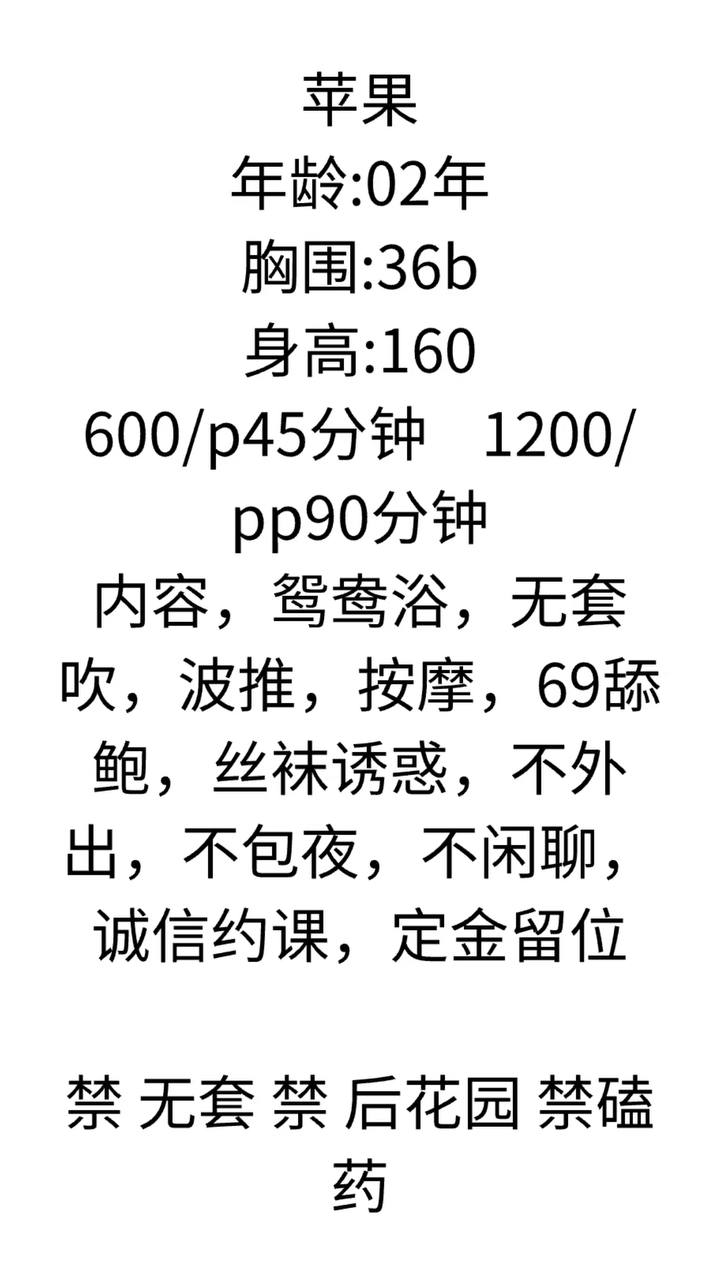 苹果
年龄:02年
胸围:36b
身高:160
600/p45分钟 1200/
pp90分钟
内容，鸳鸯浴，无套
吹，波推，按摩，69舔
鲍，丝袜诱惑，不外
出，不包夜，不闲聊，
诚信约课，定金留位
禁 无套 禁 后花园 禁磕
药